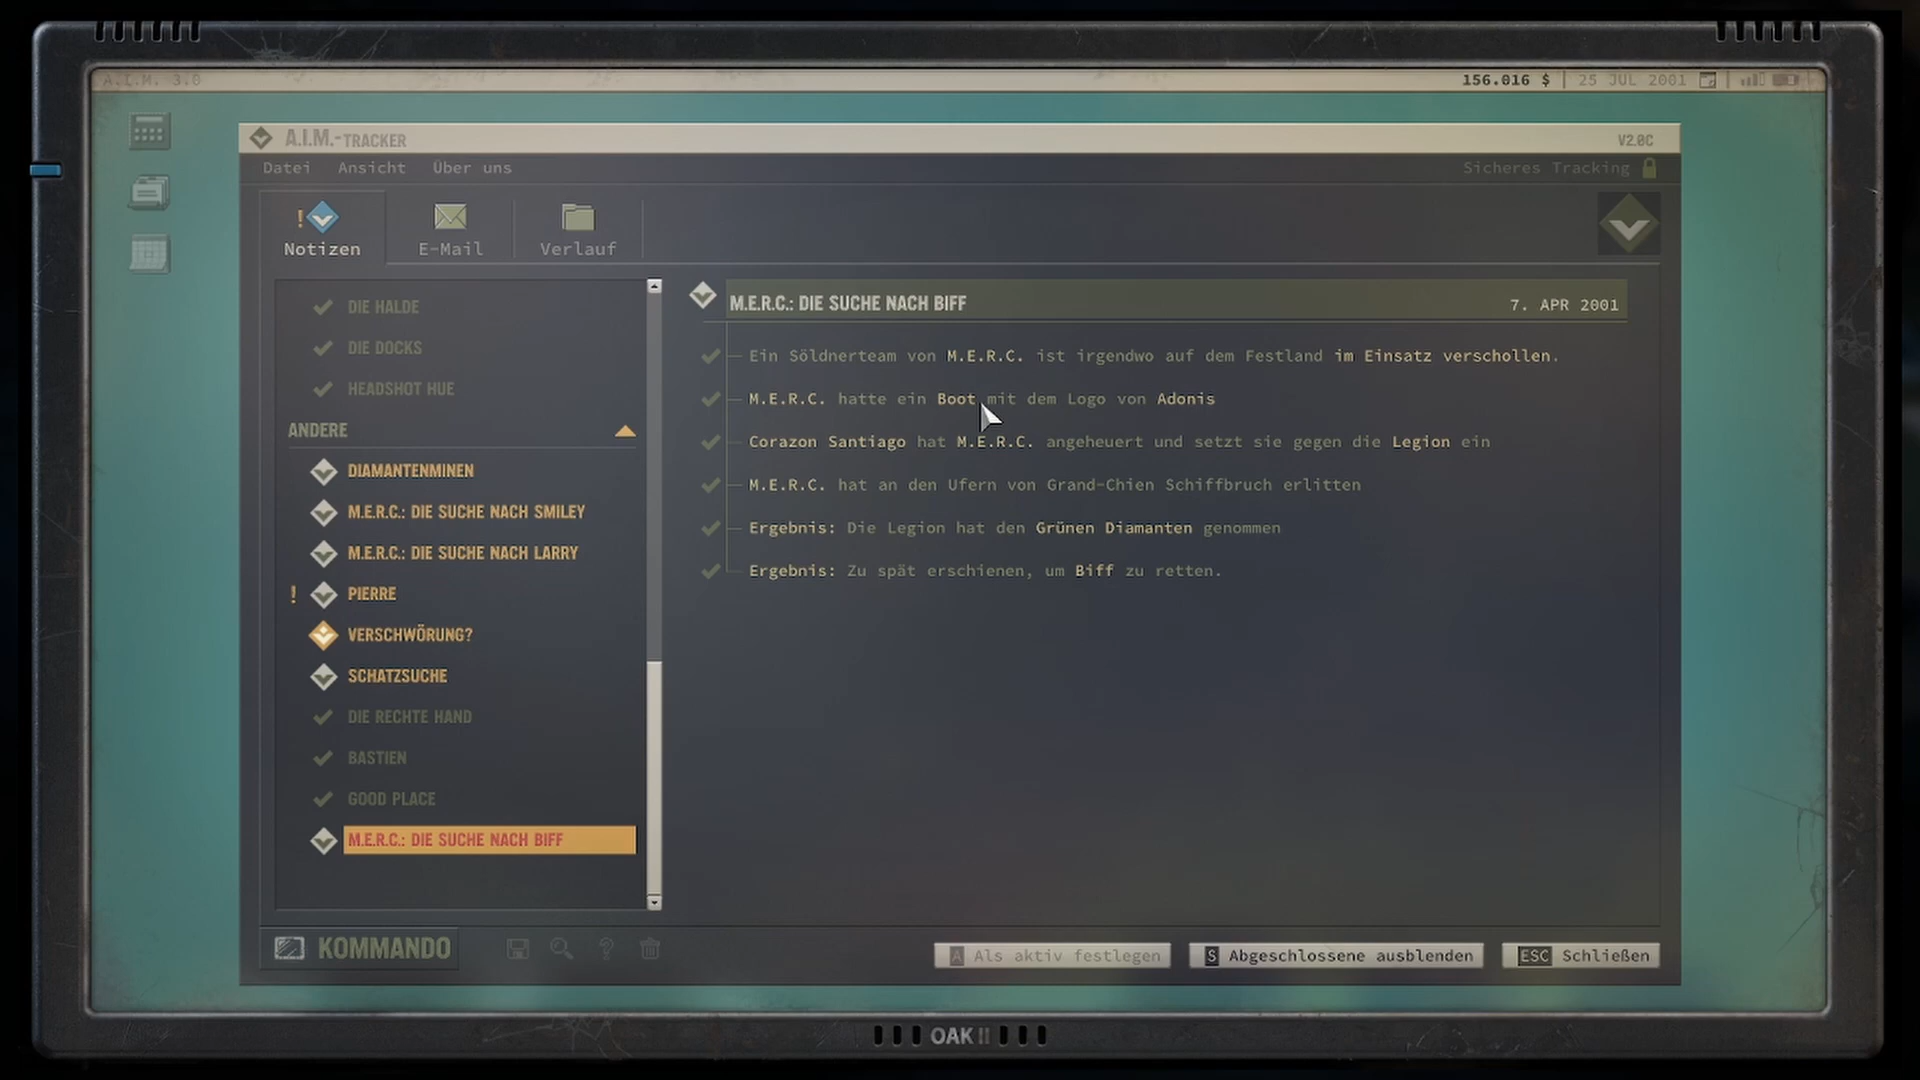 A.I.M. 3.0
156.016 $ | 25 JUL 2001
A.I.M.-TRACKER
V2.0C
Datei Ansicht Über uns
Sicheres Tracking
! Notizen
E-Mail
Verlauf
DIE HALDE
DIE DOCKS
HEADSHOT HUE
ANDERE
DIAMANTENMINEN
M.E.R.C.: DIE SUCHE NACH SMILEY
M.E.R.C.: DIE SUCHE NACH LARRY
! PIERRE
VERSCHWÖRUNG?
SCHATZSUCHE
DIE RECHTE HAND
BASTIEN
GOOD PLACE
M.E.R.C.: DIE SUCHE NACH BIFF
M.E.R.C.: DIE SUCHE NACH BIFF 7. APR 2001
Ein Söldnerteam von M.E.R.C. ist irgendwo auf dem Festland im Einsatz verschollen.
M.E.R.C. hatte ein Boot mit dem Logo von Adonis
Corazon Santiago hat M.E.R.C. angeheuert und setzt sie gegen die Legion ein
M.E.R.C. hat an den Ufern von Grand-Chien Schiffbruch erlitten
Ergebnis: Die Legion hat den Grünen Diamanten genommen
Ergebnis: Zu spät erschienen, um Biff zu retten.
KOMMANDO
?
A Als aktiv festlegen
S Abgeschlossene ausblenden
ESC Schließen
OAK II